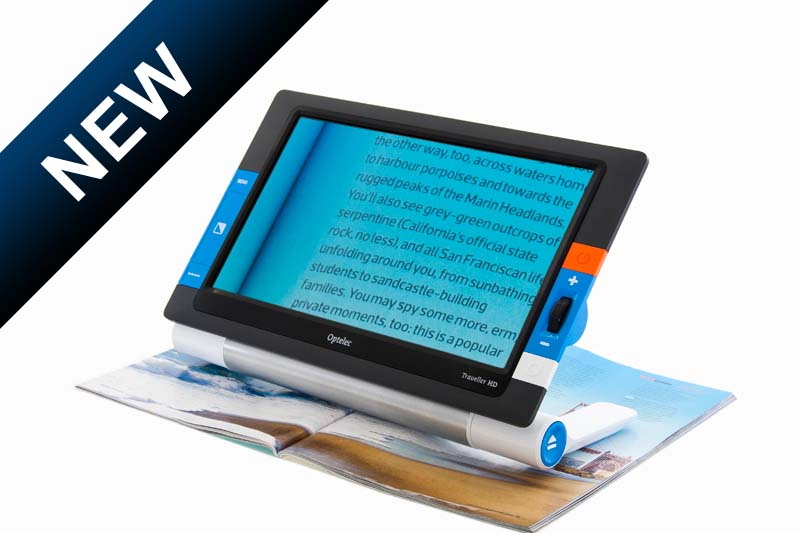 NEW
the other way, too, across waters hom
to harbour porpoises and towards the
rugged peaks of the Marin Headlands,
You'll also see grey-green outcrops of
serpentine (California's official state
rock, no less), and all San Franciscan life
unfolding around you, from sunbathing
students to sandcastle-building
families. You may spy some more, erm
private moments, too: this is a popular
MENU
Optelec
Traveller HD